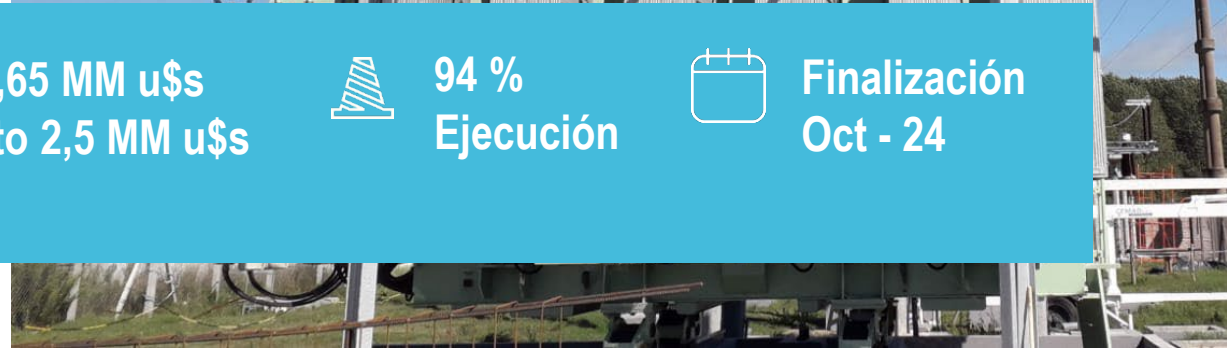 ,65 MM u$s
to 2,5 MM u$s
94 %
Ejecución
Finalización
Oct - 24